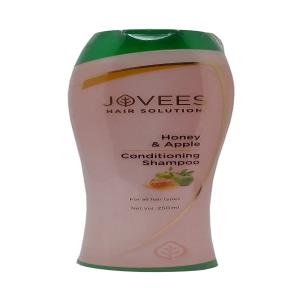 JOVEES
HAIR SOLUTION
Honey
& Apple
Conditioning
Shampoo
For all hair types
Net Vol. 250ml